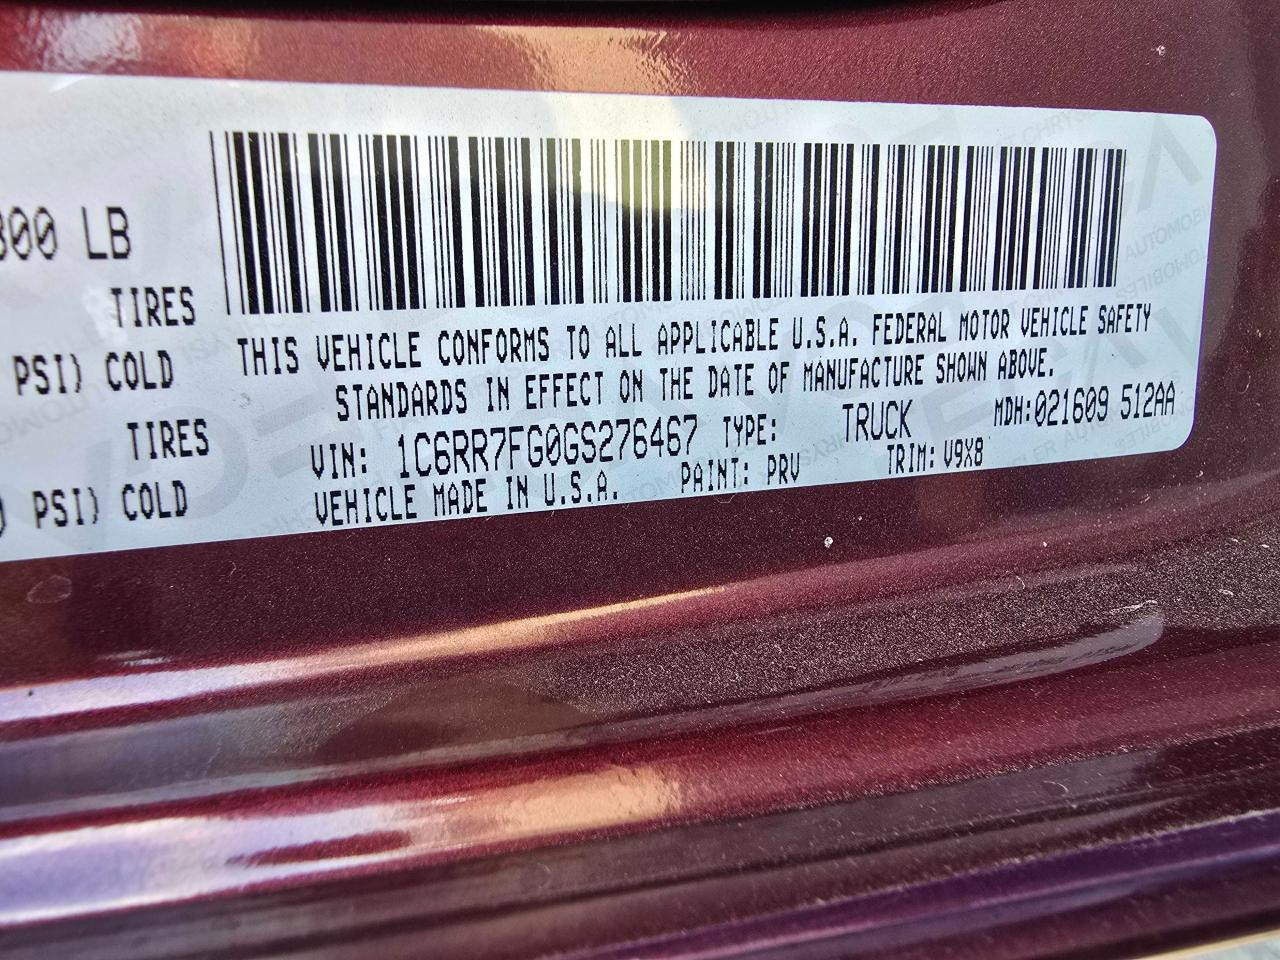 800 LB
TIRES
PSI) COLD
TIRES
) PSI) COLD
THIS VEHICLE CONFORMS TO ALL APPLICABLE U.S.A. FEDERAL MOTOR VEHICLE SAFETY
STANDARDS IN EFFECT ON THE DATE OF MANUFACTURE SHOWN ABOVE.
VIN: 1C6RR7FG0GS276467 TYPE: TRUCK MDH:021609 512AA
VEHICLE MADE IN U.S.A. PAINT: PRV TRIM: V9X8